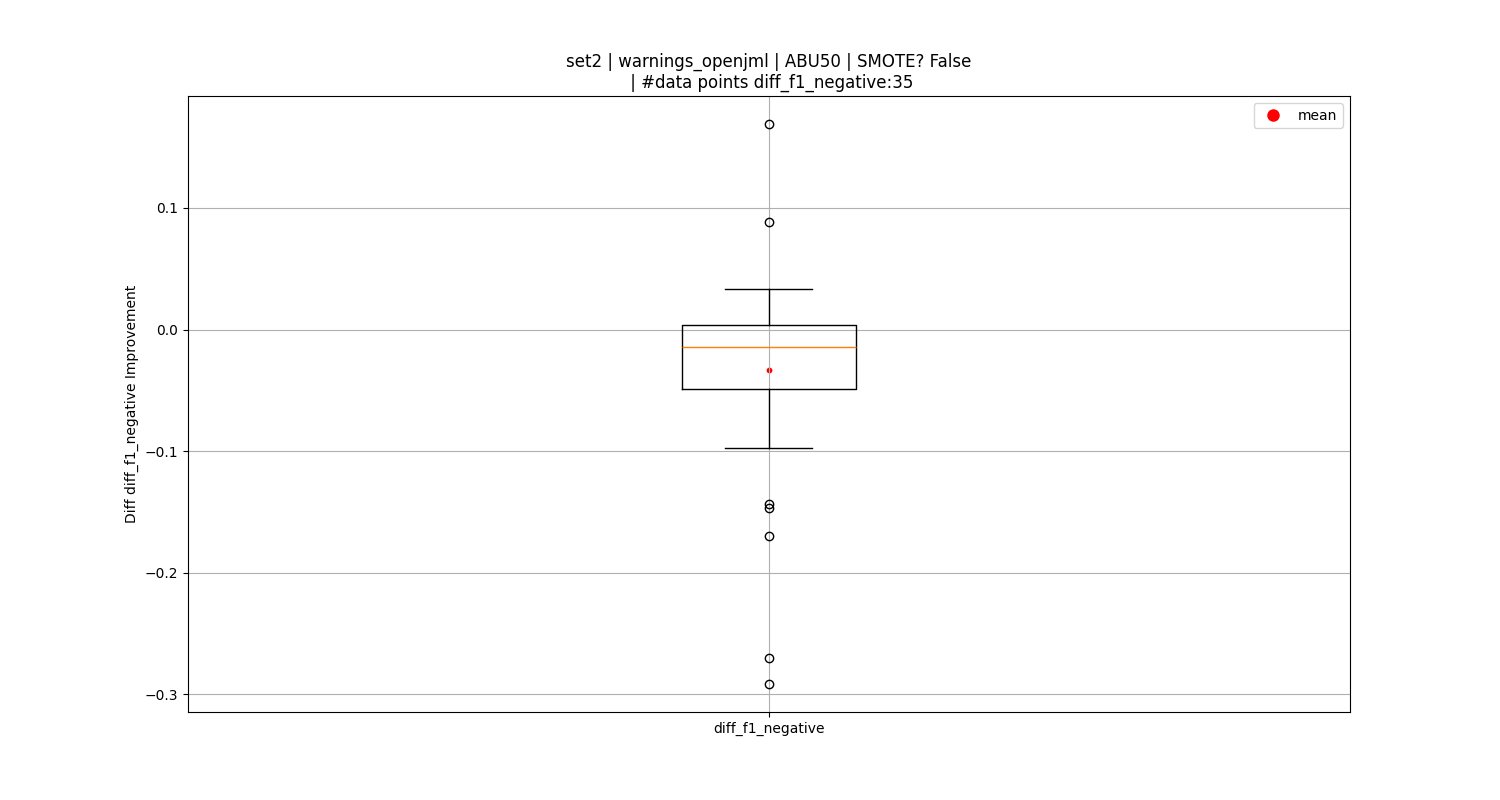 set2 | warnings_openjml | ABU50 | SMOTE? False
| #data points diff_f1_negative:35
mean
0.1
0.0
−0.1
−0.2
−0.3
Diff diff_f1_negative Improvement
diff_f1_negative